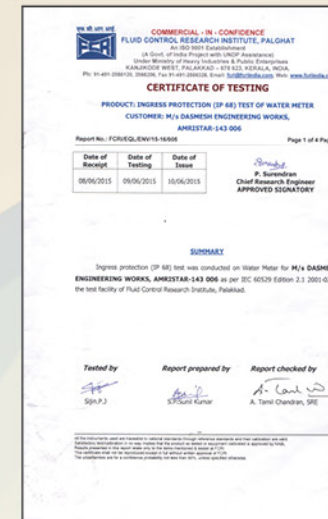 एफ सी आर आई
COMMERCIAL - IN - CONFIDENCE
FLUID CONTROL RESEARCH INSTITUTE, PALGHAT
An ISO 9001 Establishment
(A Govt. of India Project with UNDP Assistance)
Under Ministry of Heavy Industries & Public Enterprises
KANJIKODE WEST, PALAKKAD - 678 623, KERALA, INDIA.
CERTIFICATE OF TESTING
PRODUCT: INGRESS PROTECTION (IP 68) TEST OF WATER METER
CUSTOMER: M/s DASMESH ENGINEERING WORKS,
AMRISTAR-143 006
Report No.: FCRI/EQL/ENV/15-16/005
Page 1 of 4 Pag
Date of Receipt Date of Testing Date of Issue
08/06/2015 09/06/2015 10/06/2015
P. Surendran
Chief Research Engineer
APPROVED SIGNATORY
SUMMARY
Ingress protection (IP 68) test was conducted on Water Meter for M/s DASME
ENGINEERING WORKS, AMRISTAR-143 006 as per IEC 60529 Edition 2.1 2001-0
the test facility of Fluid Control Research Institute, Palakkad.
Tested by Report prepared by Report checked by
Sijin.P.J S.P.Sunil Kumar A. Tamil Chandran, SRE